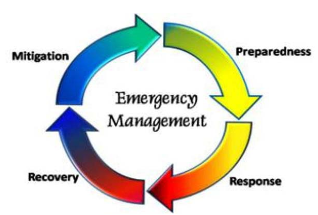 Mitigation
Preparedness
Emergency
Management
Recovery
Response